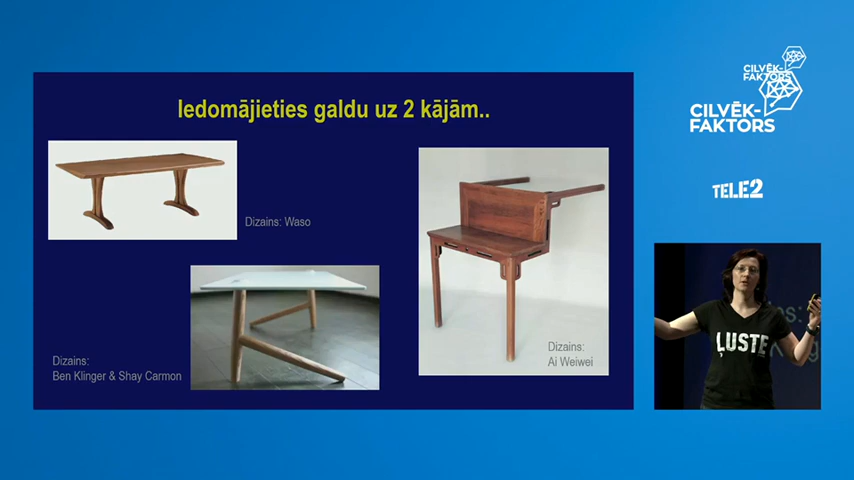 Iedomājieties galdu uz 2 kājām..
Dizains: Waso
Dizains:
Ben Klinger & Shay Carmon
Dizains:
Ai Weiwei
CILVĒK-
FAKTORS
CILVĒK-
FAKTORS
TELE2
ĻUSTE